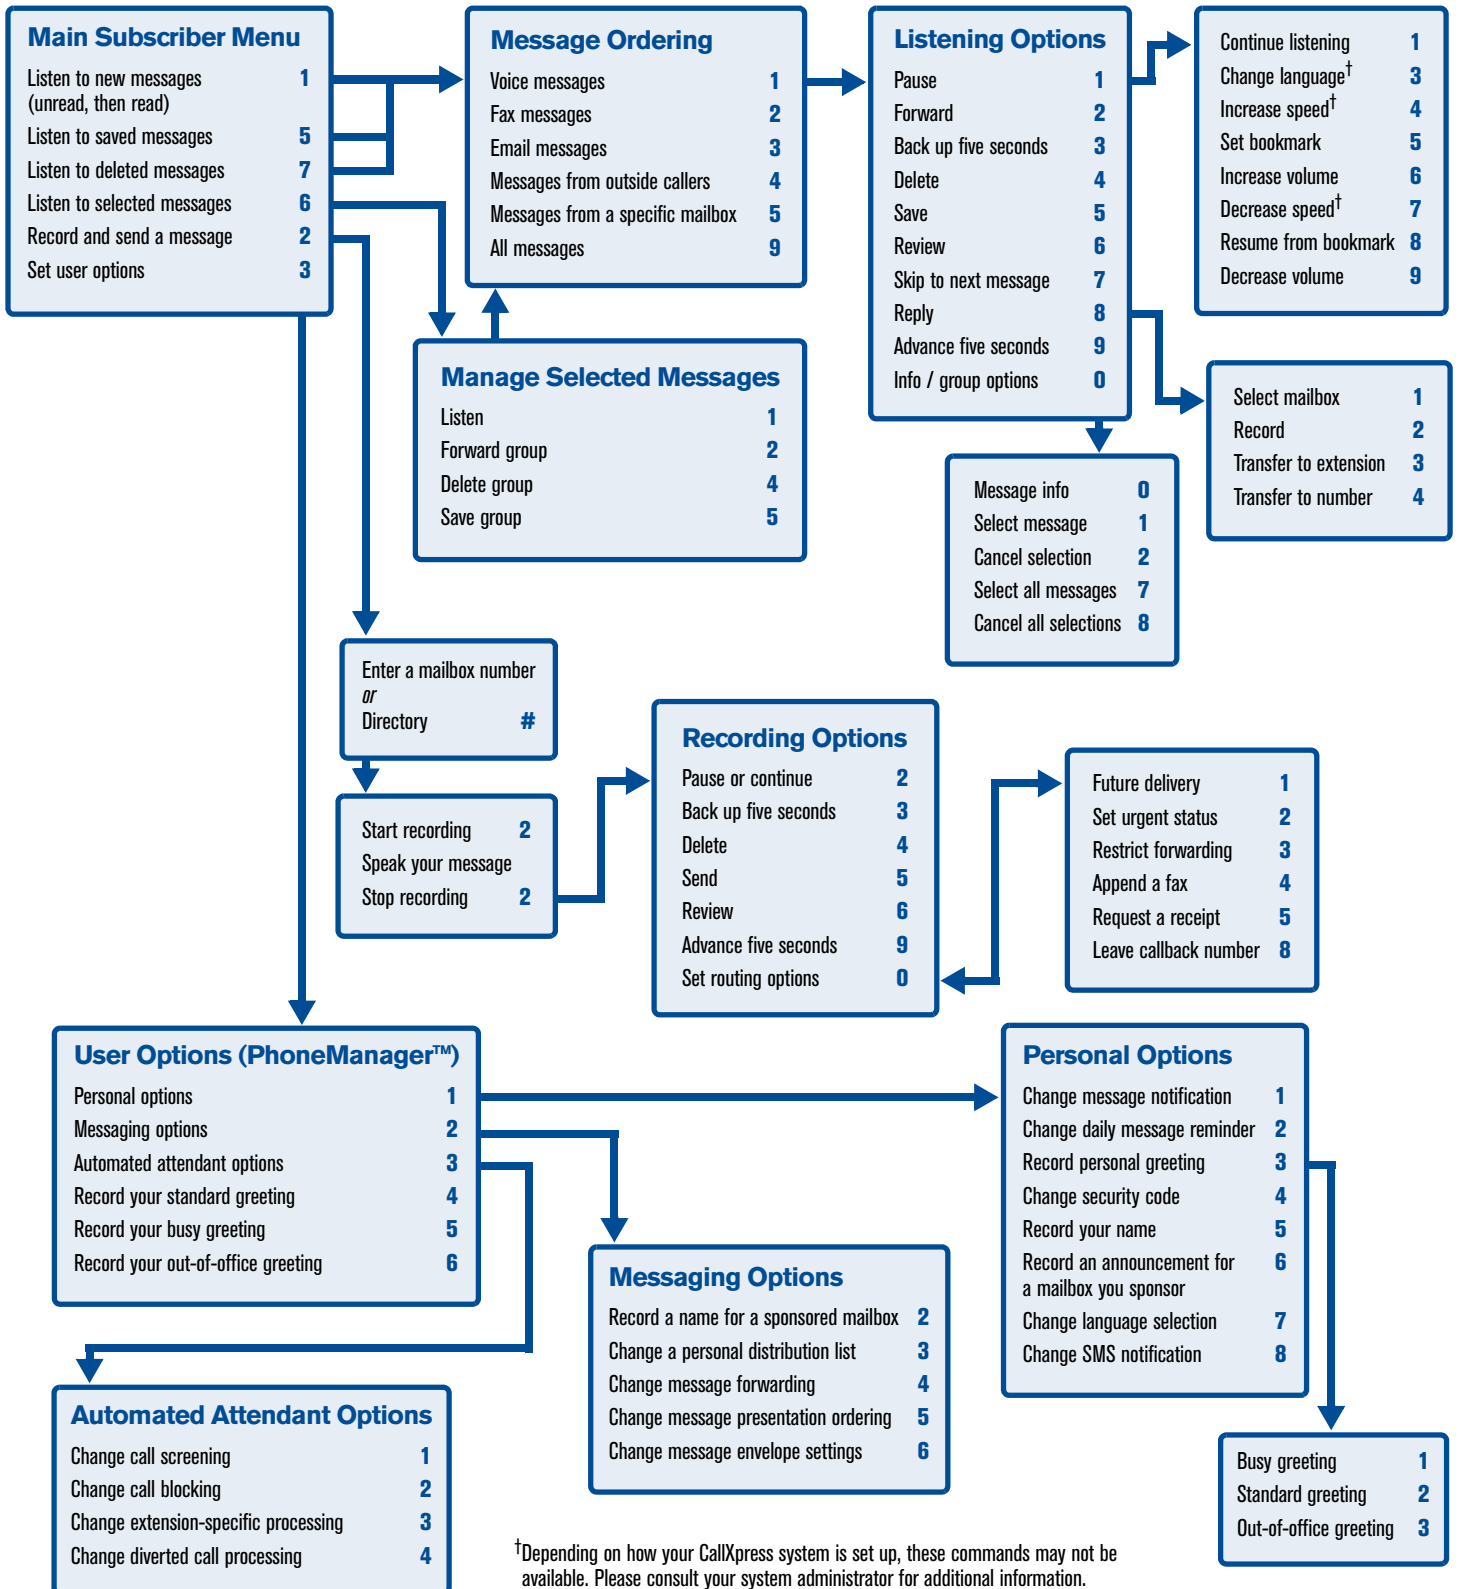 Main Subscriber Menu
Listen to new messages 1
(unread, then read)
Listen to saved messages 5
Listen to deleted messages 7
Listen to selected messages 6
Record and send a message 2
Set user options 3
Message Ordering
Voice messages 1
Fax messages 2
Email messages 3
Messages from outside callers 4
Messages from a specific mailbox 5
All messages 9
Listening Options
Pause 1
Forward 2
Back up five seconds 3
Delete 4
Save 5
Review 6
Skip to next message 7
Reply 8
Advance five seconds 9
Info / group options 0
Continue listening 1
Change language† 3
Increase speed† 4
Set bookmark 5
Increase volume 6
Decrease speed† 7
Resume from bookmark 8
Decrease volume 9
Manage Selected Messages
Listen 1
Forward group 2
Delete group 4
Save group 5
Select mailbox 1
Record 2
Transfer to extension 3
Transfer to number 4
Message info 0
Select message 1
Cancel selection 2
Select all messages 7
Cancel all selections 8
Enter a mailbox number
or
Directory #
Start recording 2
Speak your message
Stop recording 2
Recording Options
Pause or continue 2
Back up five seconds 3
Delete 4
Send 5
Review 6
Advance five seconds 9
Set routing options 0
Future delivery 1
Set urgent status 2
Restrict forwarding 3
Append a fax 4
Request a receipt 5
Leave callback number 8
User Options (PhoneManager™)
Personal options 1
Messaging options 2
Automated attendant options 3
Record your standard greeting 4
Record your busy greeting 5
Record your out-of-office greeting 6
Personal Options
Change message notification 1
Change daily message reminder 2
Record personal greeting 3
Change security code 4
Record your name 5
Record an announcement for 6
a mailbox you sponsor
Change language selection 7
Change SMS notification 8
Messaging Options
Record a name for a sponsored mailbox 2
Change a personal distribution list 3
Change message forwarding 4
Change message presentation ordering 5
Change message envelope settings 6
Automated Attendant Options
Change call screening 1
Change call blocking 2
Change extension-specific processing 3
Change diverted call processing 4
Busy greeting 1
Standard greeting 2
Out-of-office greeting 3
†Depending on how your CallXpress system is set up, these commands may not be
available. Please consult your system administrator for additional information.